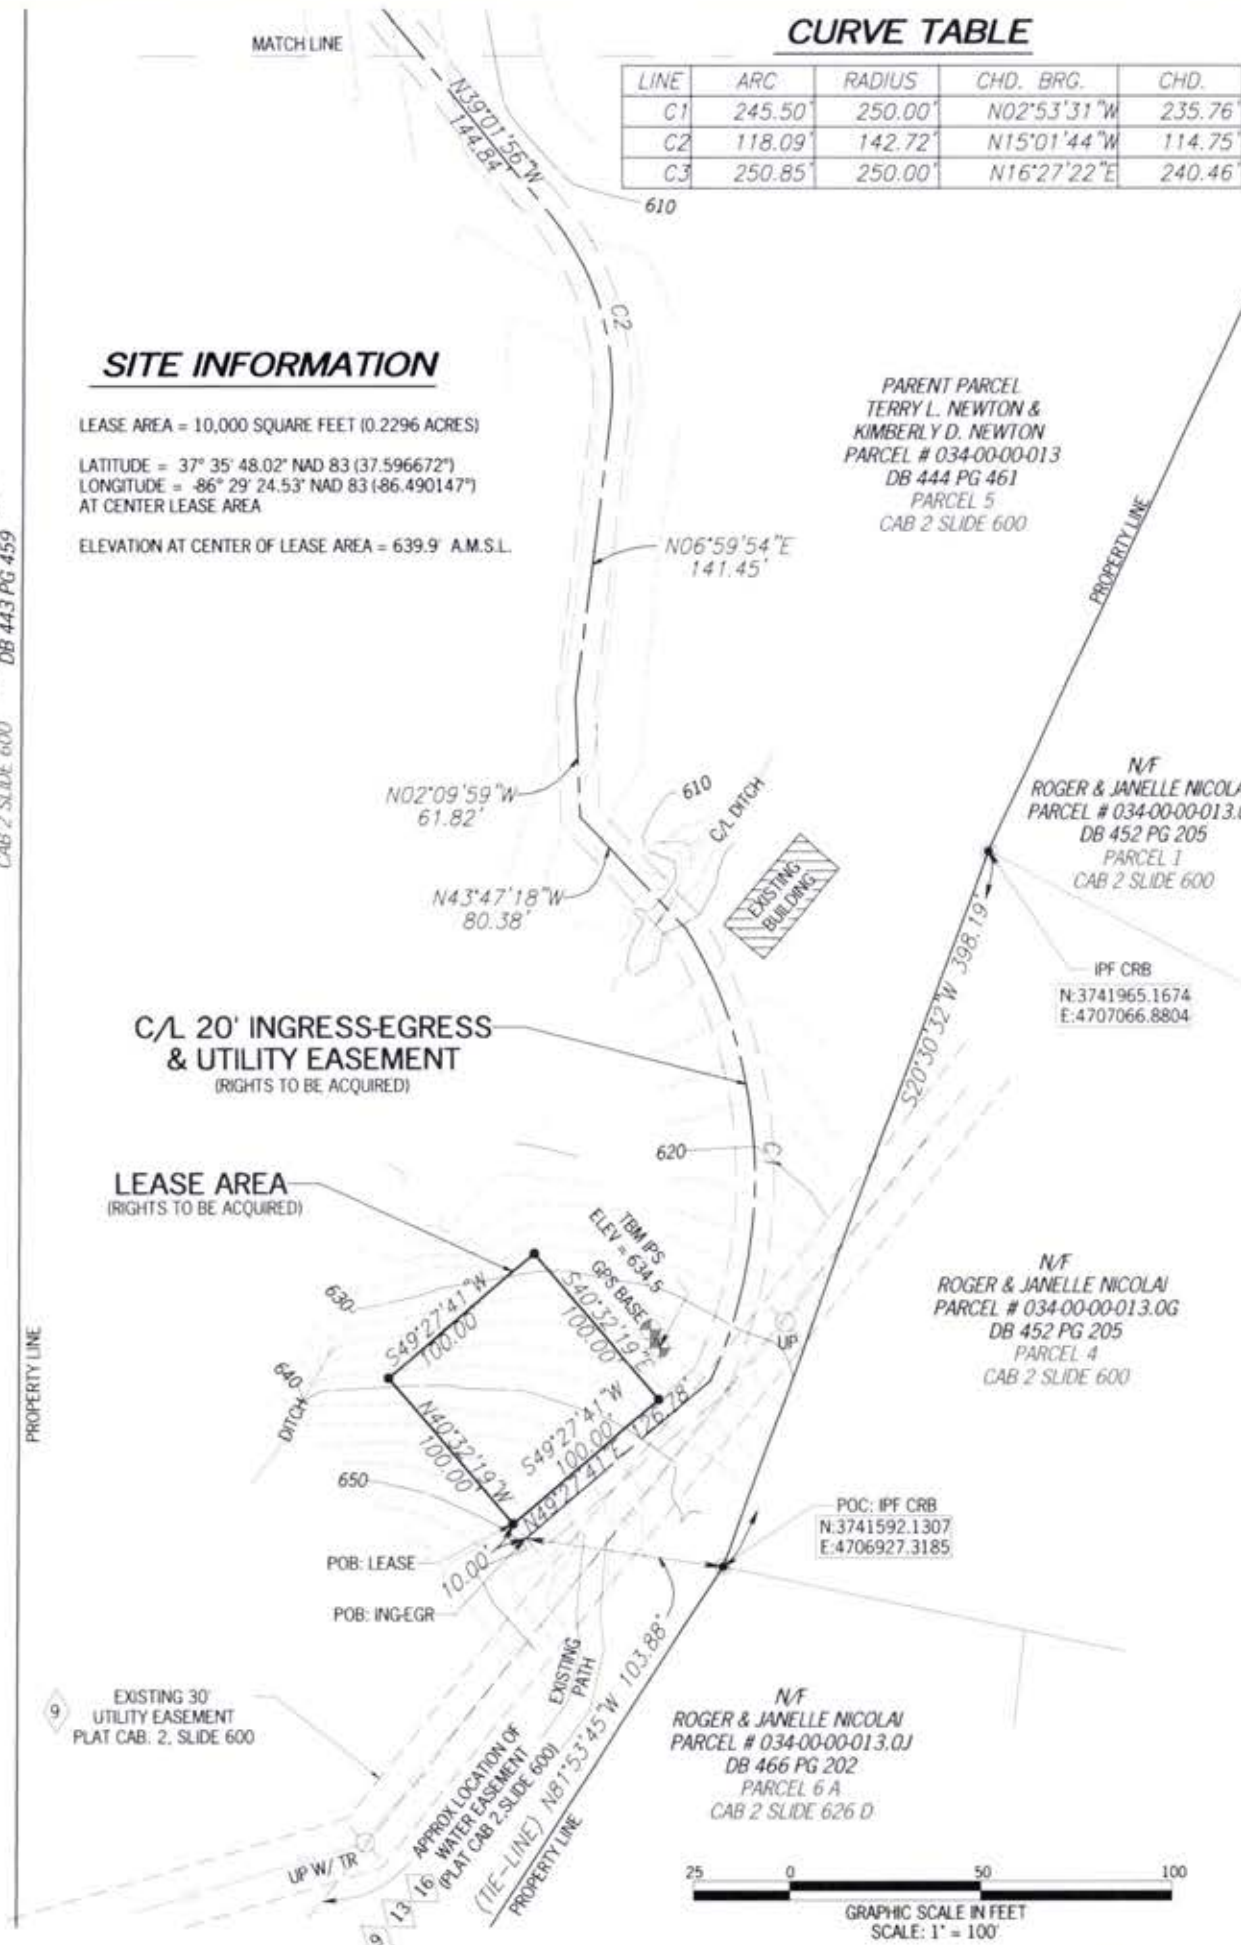 MATCH LINE
CURVE TABLE
LINE ARC RADIUS CHD. BRG. CHD.
C1 245.50' 250.00' N02°53'31"W 235.76'
C2 118.09' 142.72' N15°01'44"W 114.75'
C3 250.85' 250.00' N16°27'22"E 240.46'
N39°01'56"W
144.84'
610
C2
SITE INFORMATION
LEASE AREA = 10,000 SQUARE FEET (0.2296 ACRES)
LATITUDE = 37° 35' 48.02" NAD 83 (37.596672°)
LONGITUDE = -86° 29' 24.53" NAD 83 (-86.490147°)
AT CENTER LEASE AREA
ELEVATION AT CENTER OF LEASE AREA = 639.9' A.M.S.L.
PARENT PARCEL
TERRY L. NEWTON &
KIMBERLY D. NEWTON
PARCEL # 034-00-00-013
DB 444 PG 461
PARCEL 5
CAB 2 SLIDE 600
PROPERTY LINE
DB 443 PG 459
CAB 2 SLIDE 600
N06°59'54"E
141.45'
N02°09'59"W
61.82'
610
C/L DITCH
N43°47'18"W
80.38'
EXISTING
BUILDING
N/F
ROGER & JANELLE NICOLAI
PARCEL # 034-00-00-013.
DB 452 PG 205
PARCEL 1
CAB 2 SLIDE 600
IPF CRB
N:3741965.1674
E:4707066.8804
S20°30'32"W 398.19'
C/L 20' INGRESS-EGRESS
& UTILITY EASEMENT
(RIGHTS TO BE ACQUIRED)
620
C1
LEASE AREA
(RIGHTS TO BE ACQUIRED)
TBM IPS
ELEV = 634.5
GPS BASE
630
S49°27'41"W
100.00'
S40°32'19"E
100.00'
UP
640
DITCH
N40°32'19"W
100.00'
S49°27'41"W
100.00'
N49°27'41"E 126.78'
650
POB: LEASE
10.00'
POB: ING-EGR
N/F
ROGER & JANELLE NICOLAI
PARCEL # 034-00-00-013.0G
DB 452 PG 205
PARCEL 4
CAB 2 SLIDE 600
PROPERTY LINE
POC: IPF CRB
N:3741592.1307
E:4706927.3185
EXISTING
PATH
(TIE-LINE) N81°53'45"W 103.88'
PROPERTY LINE
9
EXISTING 30'
UTILITY EASEMENT
PLAT CAB. 2, SLIDE 600
APPROX LOCATION OF
WATER EASEMENT
(PLAT CAB 2,SLIDE 600)
UP W/ TR
9 13 16
N/F
ROGER & JANELLE NICOLAI
PARCEL # 034-00-00-013.0J
DB 466 PG 202
PARCEL 6 A
CAB 2 SLIDE 626 D
25 0 50 100
GRAPHIC SCALE IN FEET
SCALE: 1" = 100'